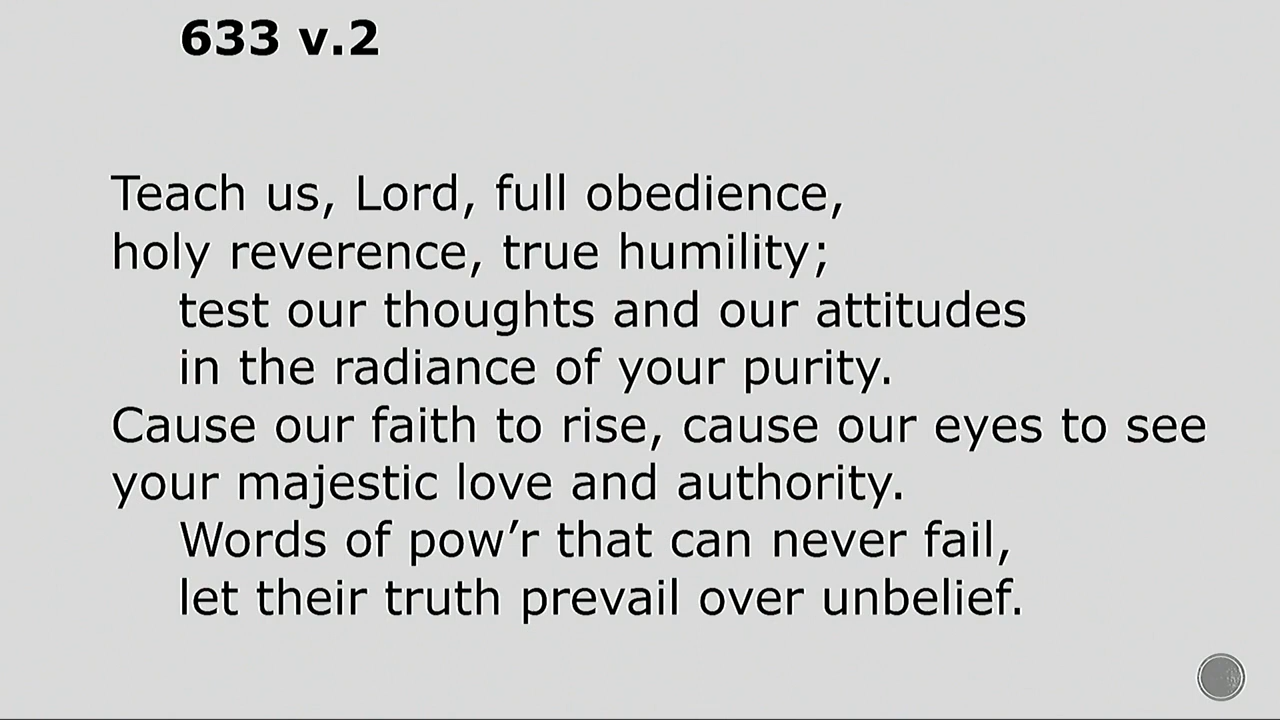 633 v.2
Teach us, Lord, full obedience,
holy reverence, true humility;
test our thoughts and our attitudes
in the radiance of your purity.
Cause our faith to rise, cause our eyes to see
your majestic love and authority.
Words of pow’r that can never fail,
let their truth prevail over unbelief.